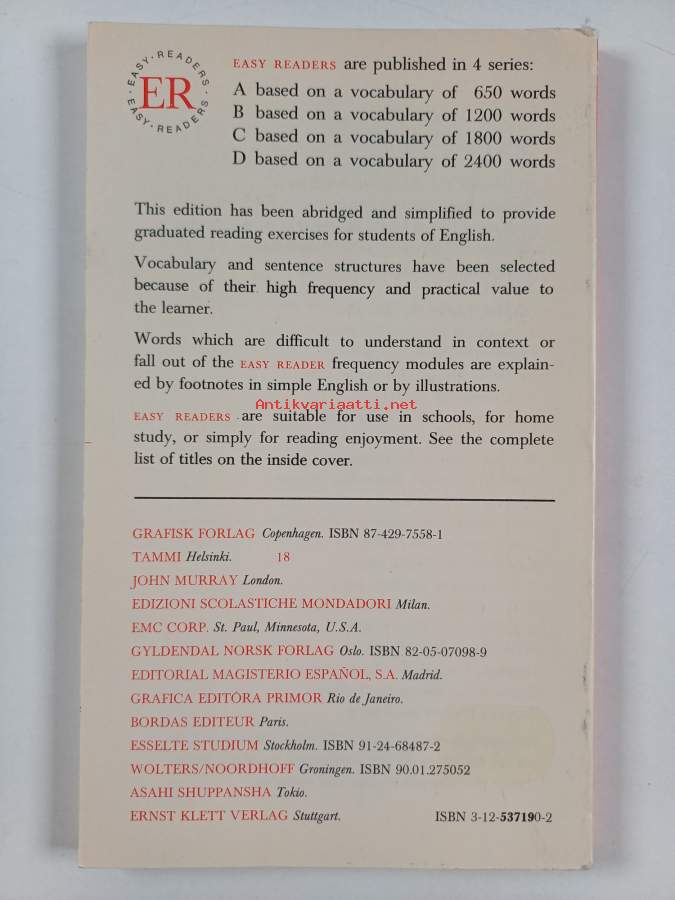 EASY READERS
ER
EASY READERS
EASY READERS are published in 4 series:
A based on a vocabulary of 650 words
B based on a vocabulary of 1200 words
C based on a vocabulary of 1800 words
D based on a vocabulary of 2400 words
This edition has been abridged and simplified to provide
graduated reading exercises for students of English.
Vocabulary and sentence structures have been selected
because of their high frequency and practical value to
the learner.
Words which are difficult to understand in context or
fall out of the EASY READER frequency modules are explain-
ed by footnotes in simple English or by illustrations.
Antikvariaatti.net
EASY READERS are suitable for use in schools, for home
study, or simply for reading enjoyment. See the complete
list of titles on the inside cover.
GRAFISK FORLAG Copenhagen. ISBN 87-429-7558-1
TAMMI Helsinki. 18
JOHN MURRAY London.
EDIZIONI SCOLASTICHE MONDADORI Milan.
EMC CORP. St. Paul, Minnesota, U.S.A.
GYLDENDAL NORSK FORLAG Oslo. ISBN 82-05-07098-9
EDITORIAL MAGISTERIO ESPAÑOL, S.A. Madrid.
GRAFICA EDITÔRA PRIMOR Rio de Janeiro.
BORDAS EDITEUR Paris.
ESSELTE STUDIUM Stockholm. ISBN 91-24-68487-2
WOLTERS/NOORDHOFF Groningen. ISBN 90.01.275052
ASAHI SHUPPANSHA Tokio.
ERNST KLETT VERLAG Stuttgart. ISBN 3-12-537190-2